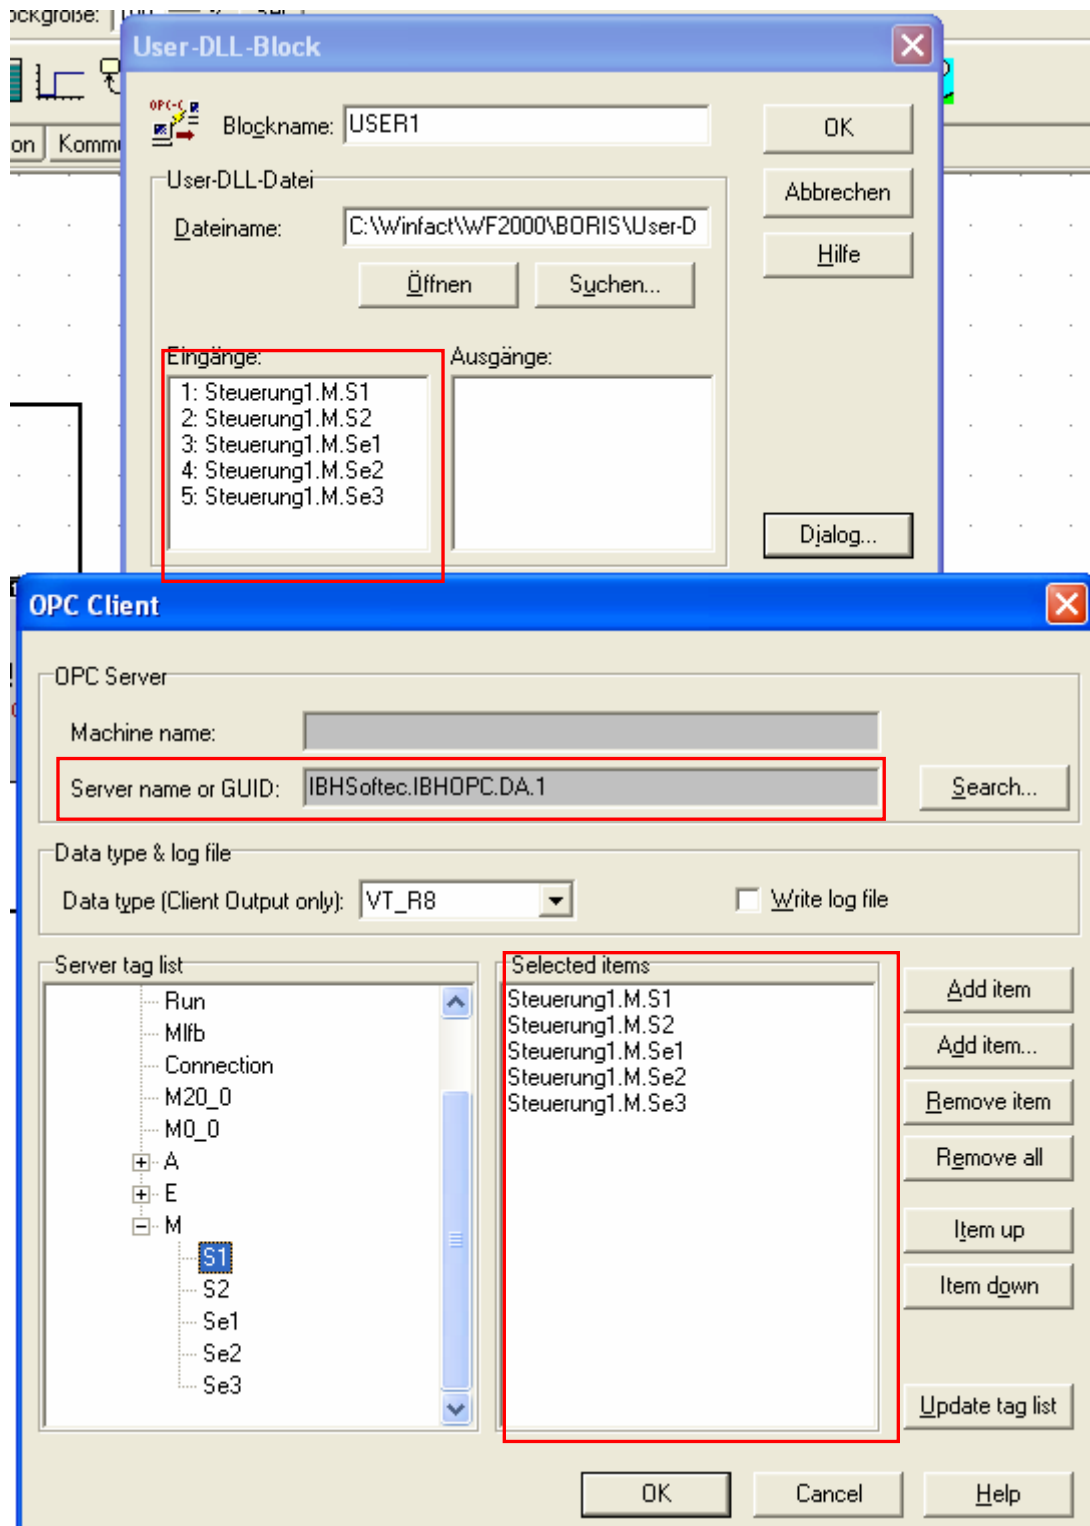 User-DLL-Block
OPC-C
Blockname: USER1
OK
on
User-DLL-Datei
Abbrechen
Dateiname: C:\Winfact\WF2000\BORIS\User-D
Hilfe
Öffnen
Suchen...
Eingänge:
Ausgänge:
1: Steuerung1.M.S1
2: Steuerung1.M.S2
3: Steuerung1.M.Se1
4: Steuerung1.M.Se2
5: Steuerung1.M.Se3
Dialog...
OPC Client
OPC Server
Machine name:
Server name or GUID: IBHSoftec.IBHOPC.DA.1
Search...
Data type & log file
Data type (Client Output only): VT_R8
Write log file
Server tag list
Run
Mlfb
Connection
M20_0
M0_0
A
E
M
S1
S2
Se1
Se2
Se3
Selected items
Steuerung1.M.S1
Steuerung1.M.S2
Steuerung1.M.Se1
Steuerung1.M.Se2
Steuerung1.M.Se3
Add item
Add item...
Remove item
Remove all
Item up
Item down
Update tag list
OK
Cancel
Help